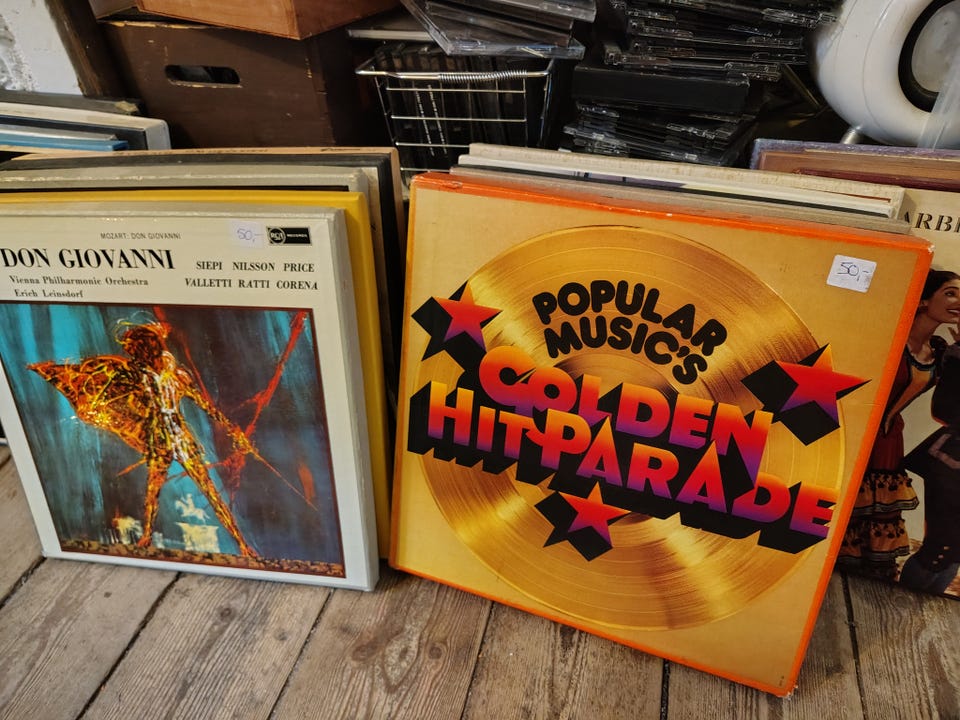 MOZART: DON GIOVANNI
50,-
RCA RECORDS
DON GIOVANNI
SIEPI NILSSON PRICE
VALLETTI RATTI CORENA
Vienna Philharmonic Orchestra
Erich Leinsdorf
50,-
POPULAR
MUSIC'S
GOLDEN
HIT PARADE
ARBE